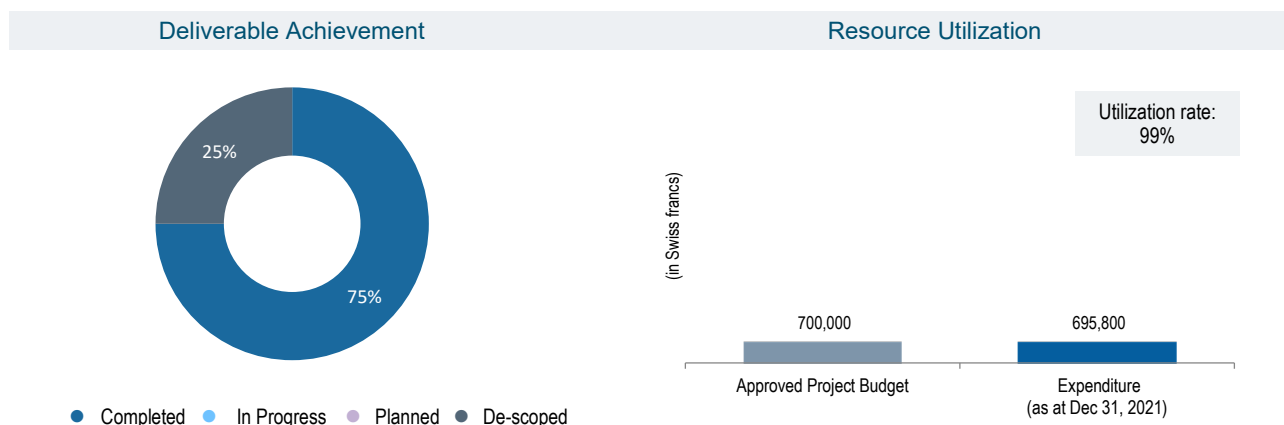 Deliverable Achievement
25%
75%
Completed In Progress Planned De-scoped
Resource Utilization
Utilization rate:
99%
(in Swiss francs)
700,000
695,800
Approved Project Budget
Expenditure
(as at Dec 31, 2021)